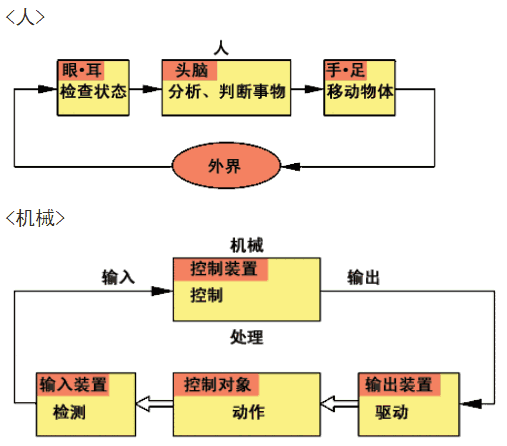 <人>
人
眼·耳
检查状态
头脑
分析、判断事物
手·足
移动物体
外界
<机械>
机械
输入
控制装置
控制
输出
处理
输入装置
检测
控制对象
动作
输出装置
驱动